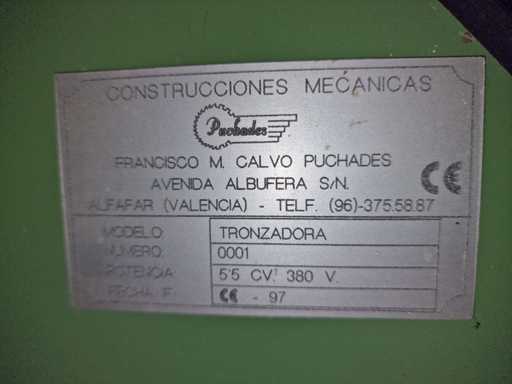 CONSTRUCCIONES MECÁNICAS
Puchades
FRANCISCO M. CALVO PUCHADES
AVENIDA ALBUFERA S/N.
CE
ALFAFAR (VALENCIA) - TELF. (96)-375.58.87
MODELO: TRONZADORA
NUMERO: 0001
POTENCIA: 5'5 CV. 380 V.
FECHA F. CE - 97